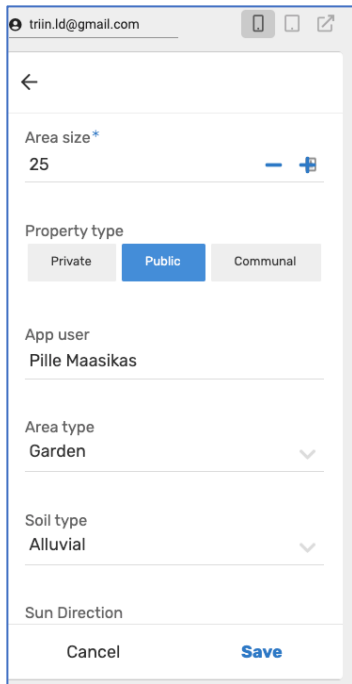 triin.ld@gmail.com
Area size*
25
Property type
Private Public Communal
App user
Pille Maasikas
Area type
Garden
Soil type
Alluvial
Sun Direction
Cancel Save